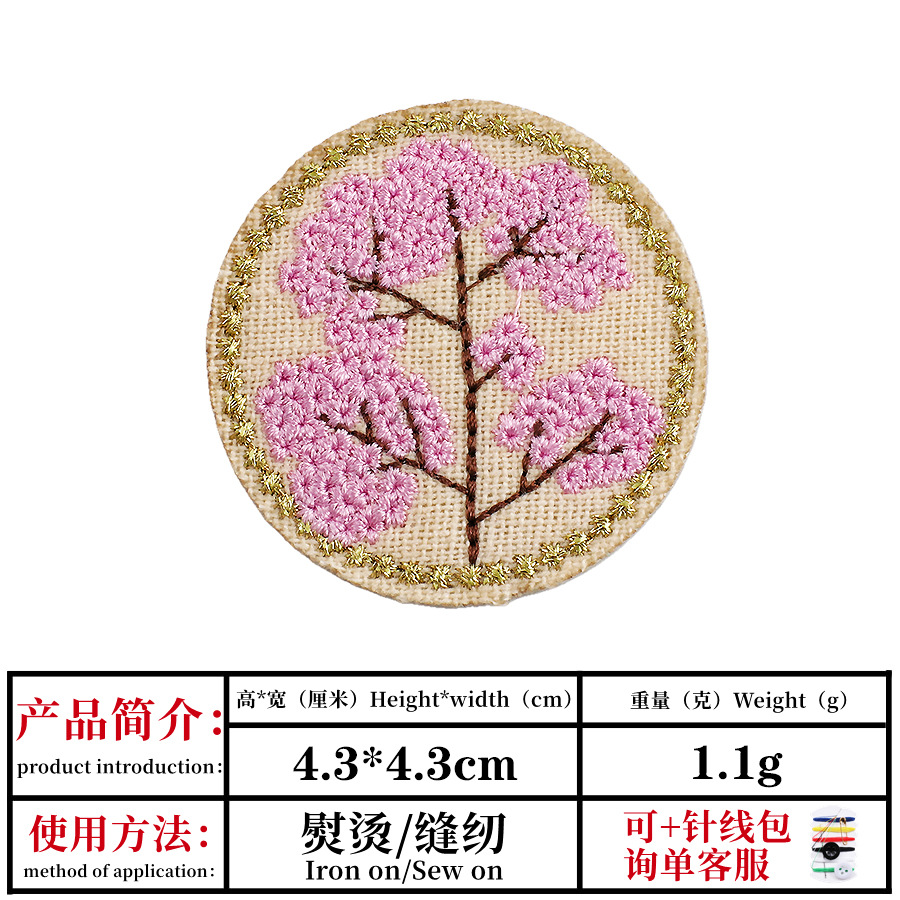 产品简介：
product introduction:
高*宽（厘米）Height*width（cm）
重量（克）Weight（g）
4.3*4.3cm
1.1g
使用方法：
method of application:
熨烫/缝纫
Iron on/Sew on
可+针线包
询单客服